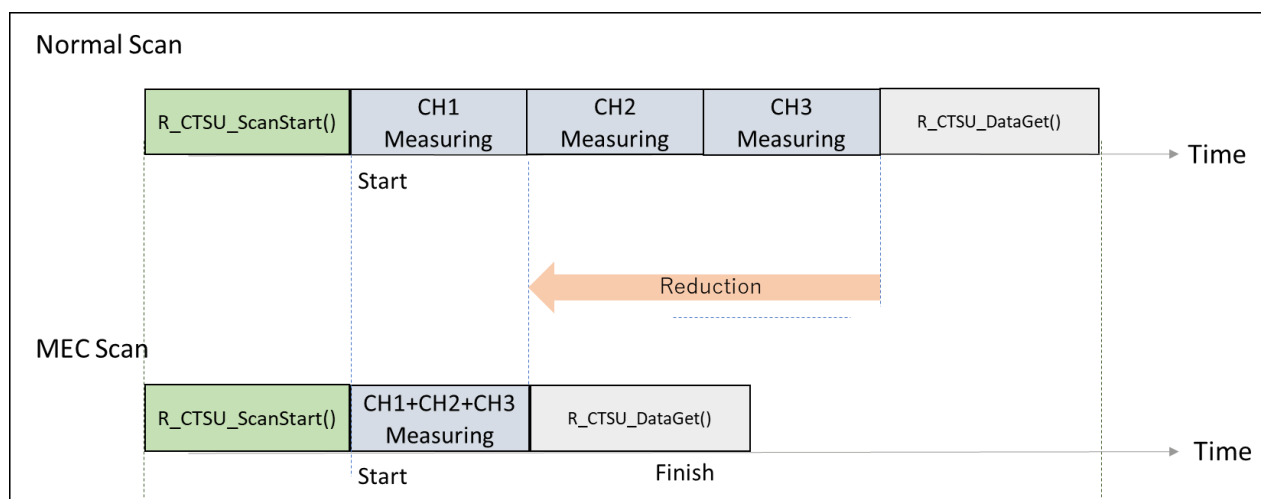 Normal Scan
R_CTSU_ScanStart()
CH1
Measuring
CH2
Measuring
CH3
Measuring
R_CTSU_DataGet()
Time
Start
Reduction
MEC Scan
R_CTSU_ScanStart()
CH1+CH2+CH3
Measuring
R_CTSU_DataGet()
Time
Start
Finish